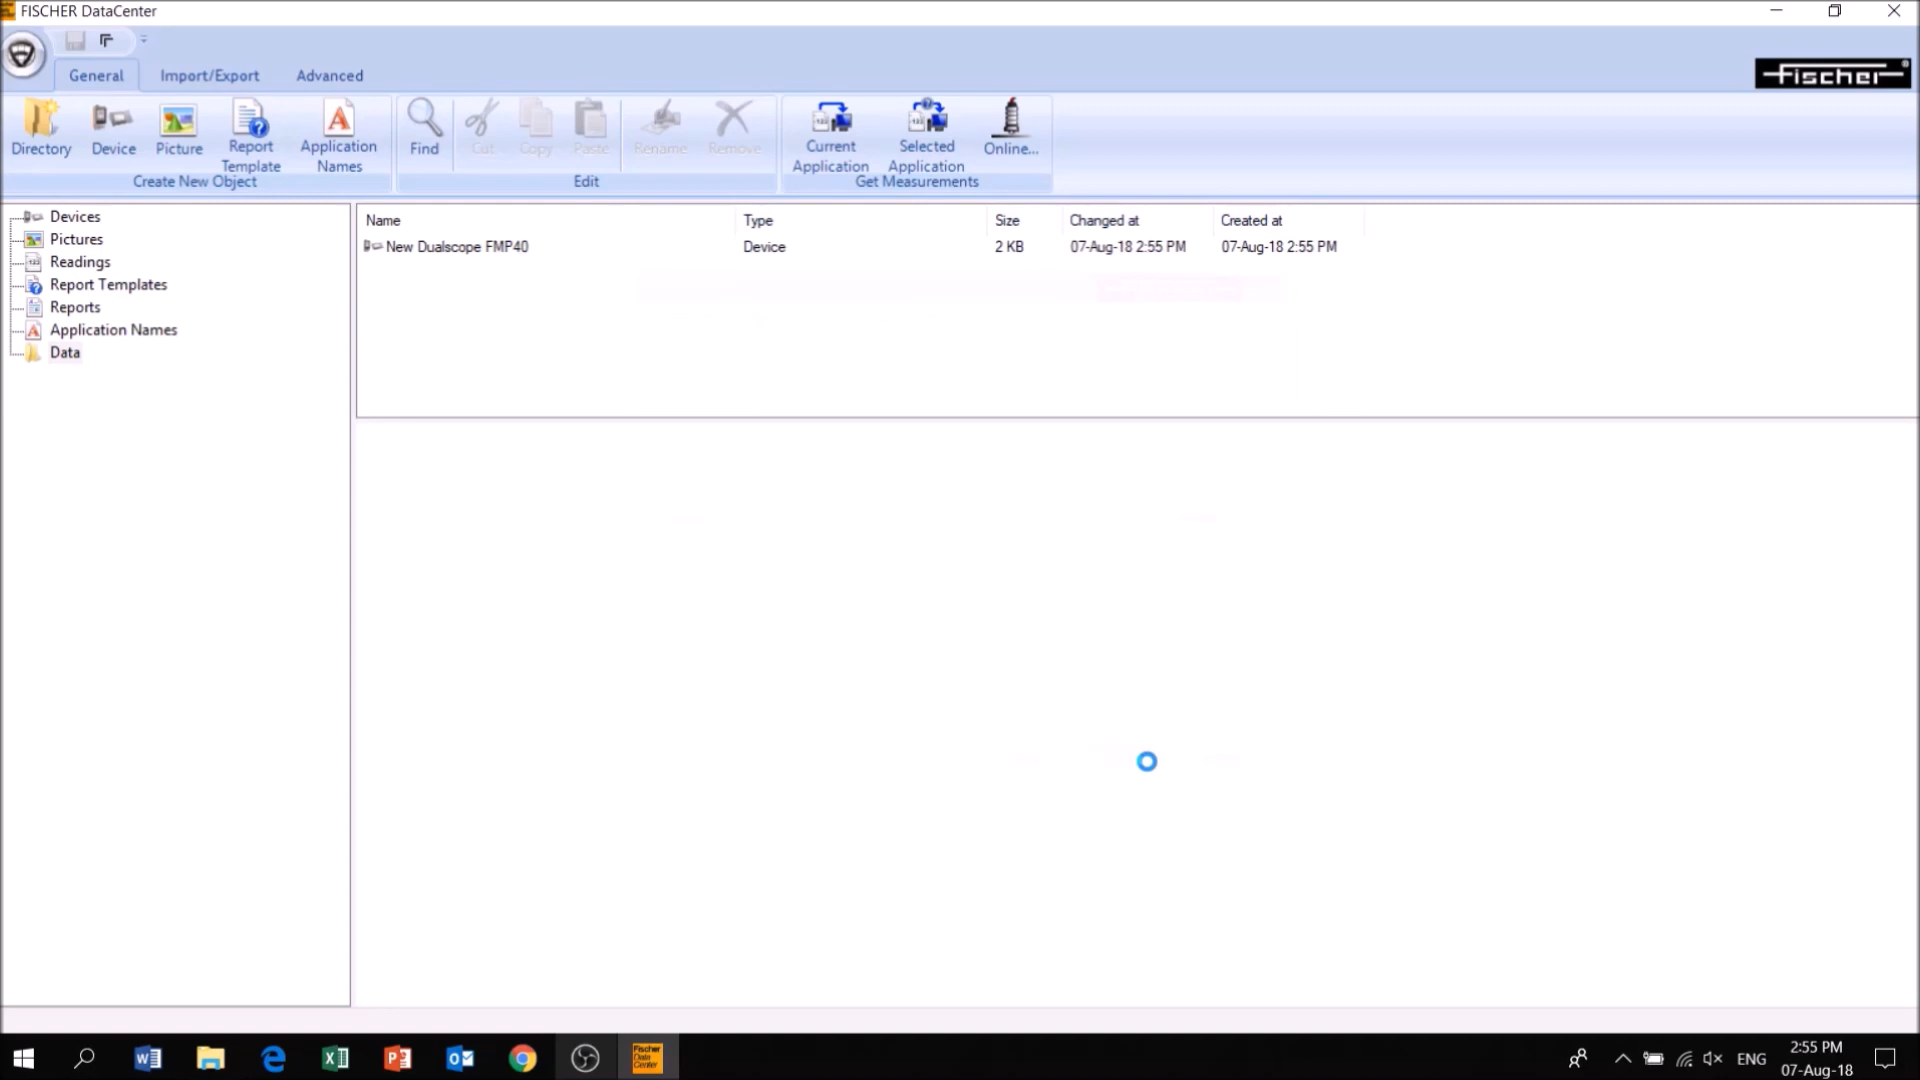 FISCHER DataCenter
General Import/Export Advanced
fischer®
Directory Device Picture Report Template Application Names Find Cut Copy Paste Rename Remove Current Application Selected Application Online...
Create New Object Edit Get Measurements
Devices
Pictures
Readings
Report Templates
Reports
Application Names
Data
Name Type Size Changed at Created at
New Dualscope FMP40 Device 2 KB 07-Aug-18 2:55 PM 07-Aug-18 2:55 PM
Fischer
Data
Center
ENG
2:55 PM
07-Aug-18